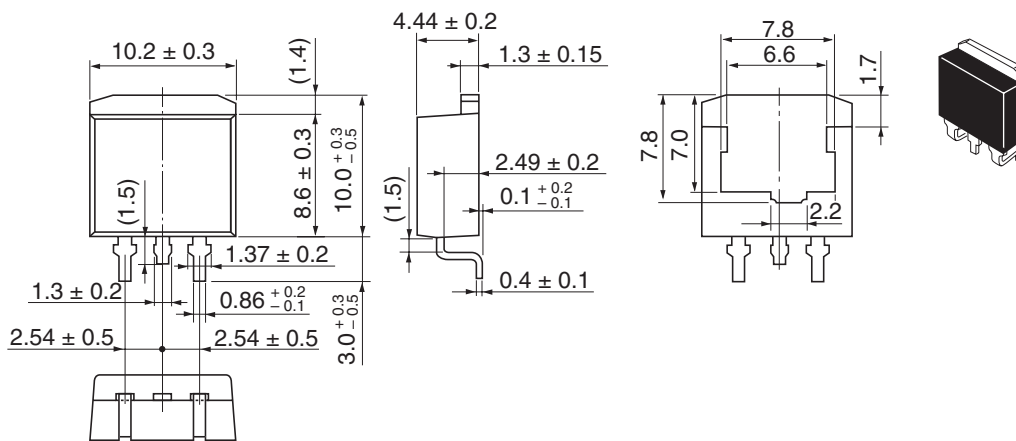 10.2 ± 0.3
(1.4)
8.6 ± 0.3
10.0 +0.3 −0.5
(1.5)
1.37 ± 0.2
1.3 ± 0.2
0.86 +0.2 −0.1
3.0 +0.3 −0.5
2.54 ± 0.5
2.54 ± 0.5
4.44 ± 0.2
1.3 ± 0.15
2.49 ± 0.2
(1.5)
0.1 +0.2 −0.1
0.4 ± 0.1
7.8
6.6
1.7
7.8
7.0
2.2